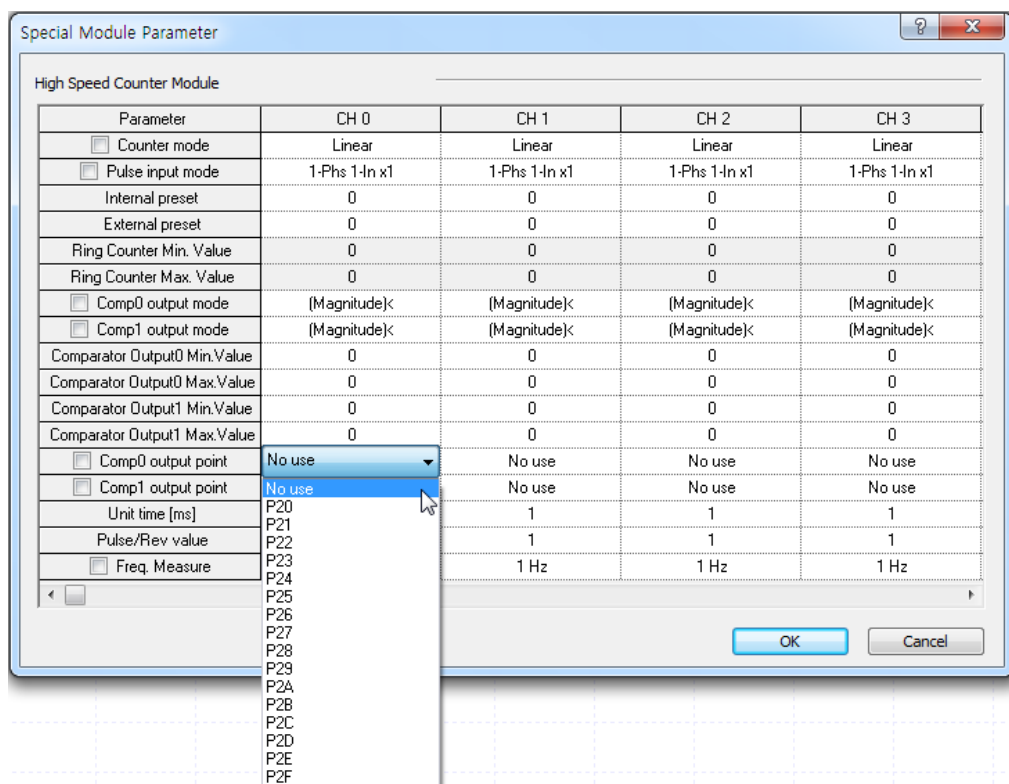 Special Module Parameter
High Speed Counter Module
Parameter CH 0 CH 1 CH 2 CH 3
Counter mode Linear Linear Linear Linear
Pulse input mode 1-Phs 1-In x1 1-Phs 1-In x1 1-Phs 1-In x1 1-Phs 1-In x1
Internal preset 0 0 0 0
External preset 0 0 0 0
Ring Counter Min. Value 0 0 0 0
Ring Counter Max. Value 0 0 0 0
Comp0 output mode (Magnitude)< (Magnitude)< (Magnitude)< (Magnitude)<
Comp1 output mode (Magnitude)< (Magnitude)< (Magnitude)< (Magnitude)<
Comparator Output0 Min.Value 0 0 0 0
Comparator Output0 Max.Value 0 0 0 0
Comparator Output1 Min.Value 0 0 0 0
Comparator Output1 Max.Value 0 0 0 0
Comp0 output point No use No use No use No use
Comp1 output point No use No use No use
Unit time [ms] 1 1 1
Pulse/Rev value 1 1 1
Freq. Measure 1 Hz 1 Hz 1 Hz
No use
P20
P21
P22
P23
P24
P25
P26
P27
P28
P29
P2A
P2B
P2C
P2D
P2E
P2F
OK Cancel